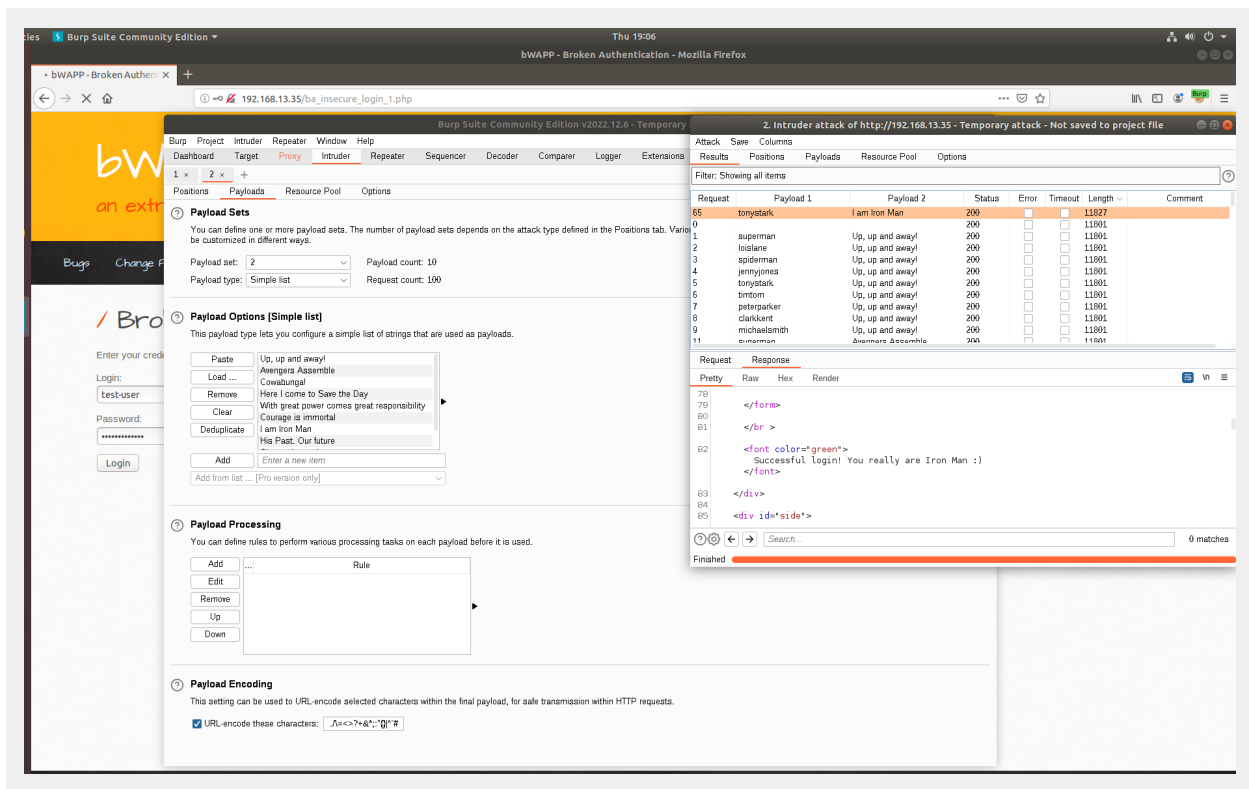 ties Burp Suite Community Edition Thu 19:06
bWAPP - Broken Authentication - Mozilla Firefox
• bWAPP - Broken Authenti × +
192.168.13.35/ba_insecure_login_1.php
bW
an extr
Bugs Change P
/ Bro
Enter your crede
Login:
test-user
Password:
•••••••••••••
Login
Burp Suite Community Edition v2022.12.6 - Temporary
Burp Project Intruder Repeater Window Help
Dashboard Target Proxy Intruder Repeater Sequencer Decoder Comparer Logger Extensions
1 × 2 × +
Positions Payloads Resource Pool Options
Payload Sets
You can define one or more payload sets. The number of payload sets depends on the attack type defined in the Positions tab. Vario
be customized in different ways.
Payload set: 2 Payload count: 10
Payload type: Simple list Request count: 100
Payload Options [Simple list]
This payload type lets you configure a simple list of strings that are used as payloads.
Paste
Load ...
Remove
Clear
Deduplicate
Up, up and away!
Avengers Assemble
Cowabunga!
Here I come to Save the Day
With great power comes great responsibility
Courage is immortal
I am Iron Man
His Past. Our future
Add Enter a new item
Add from list ... [Pro version only]
Payload Processing
You can define rules to perform various processing tasks on each payload before it is used.
Add
Edit
Remove
Up
Down
... Rule
Payload Encoding
This setting can be used to URL-encode selected characters within the final payload, for safe transmission within HTTP requests.
URL-encode these characters: ./\=<>?+&*;:"{}|^`#
2. Intruder attack of http://192.168.13.35 - Temporary attack - Not saved to project file
Attack Save Columns
Results Positions Payloads Resource Pool Options
Filter: Showing all items
Request Payload 1 Payload 2 Status Error Timeout Length Comment
65 tonystark I am Iron Man 200 11827
0 200 11801
1 superman Up, up and away! 200 11801
2 loislane Up, up and away! 200 11801
3 spiderman Up, up and away! 200 11801
4 jennyjones Up, up and away! 200 11801
5 tonystark Up, up and away! 200 11801
6 timtom Up, up and away! 200 11801
7 peterparker Up, up and away! 200 11801
8 clarkkent Up, up and away! 200 11801
9 michaelsmith Up, up and away! 200 11801
11 superman Avengers Assemble 200 11801
Request Response
Pretty Raw Hex Render \n
78
79 </form>
80
81 </br >
82 <font color="green">
Successful login! You really are Iron Man :)
</font>
83 </div>
84
85 <div id="side">
Search... 0 matches
Finished